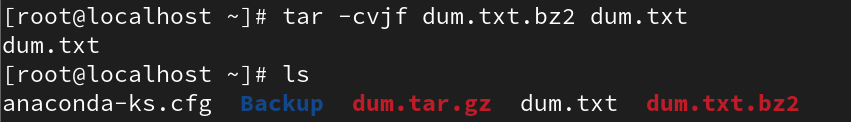 [root@localhost ~]# tar -cvjf dum.txt.bz2 dum.txt
dum.txt
[root@localhost ~]# ls
anaconda-ks.cfg  Backup  dum.tar.gz  dum.txt  dum.txt.bz2